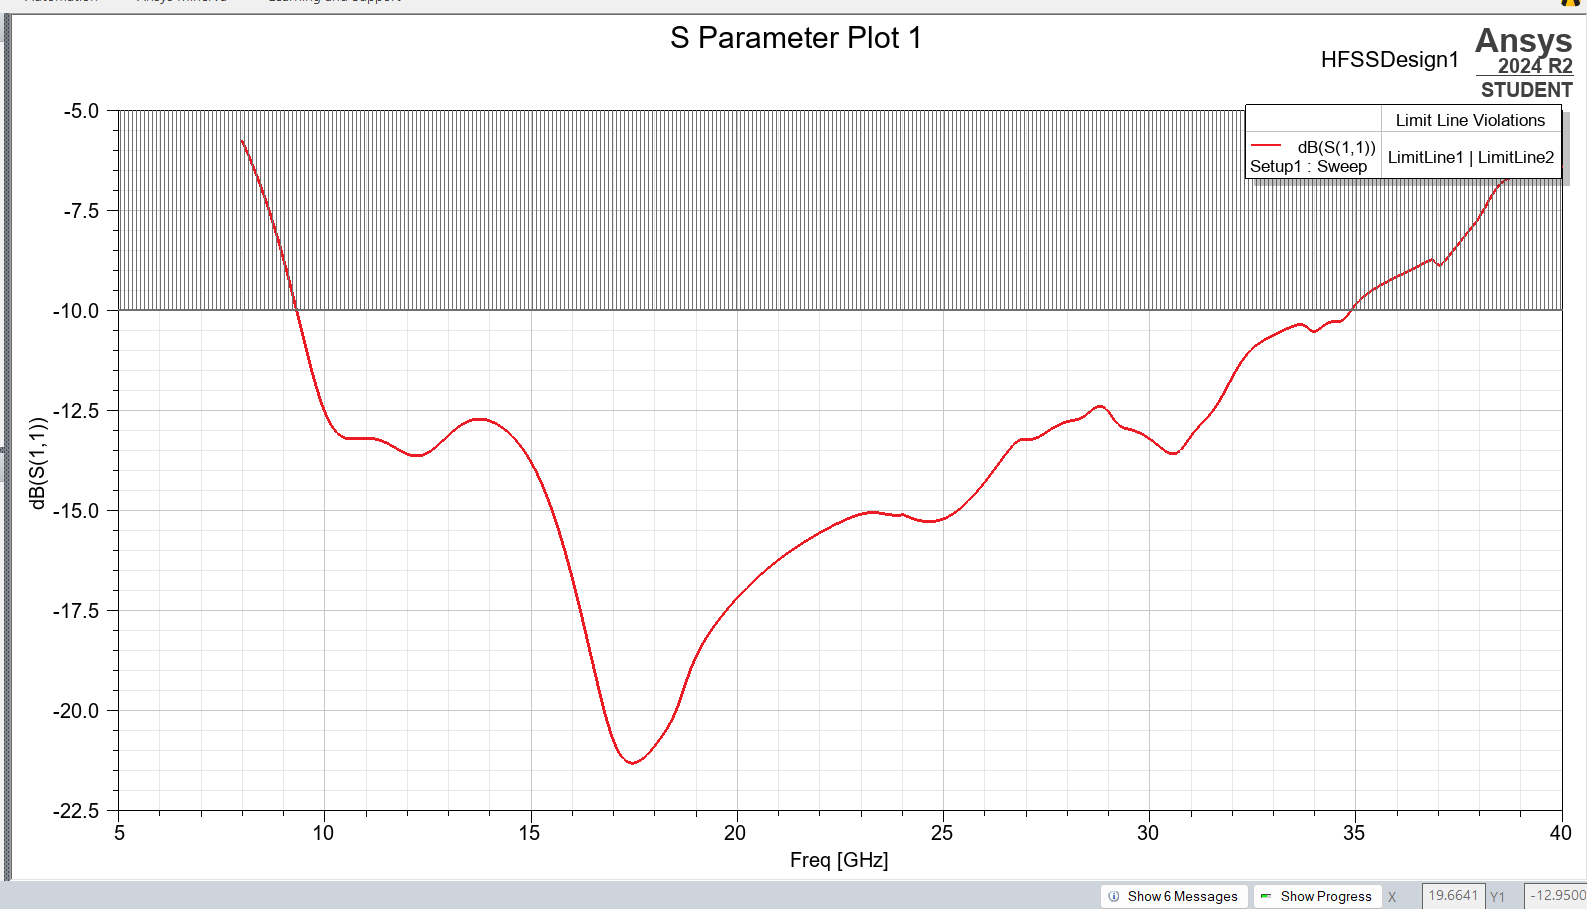 S Parameter Plot 1
HFSSDesign1
Ansys
2024 R2
STUDENT
Limit Line Violations
dB(S(1,1))
Setup1 : Sweep
LimitLine1 | LimitLine2
-5.0
-7.5
-10.0
-12.5
-15.0
-17.5
-20.0
-22.5
dB(S(1,1))
5 10 15 20 25 30 35 40
Freq [GHz]
Show 6 Messages Show Progress X 19.6641 Y1 -12.9500